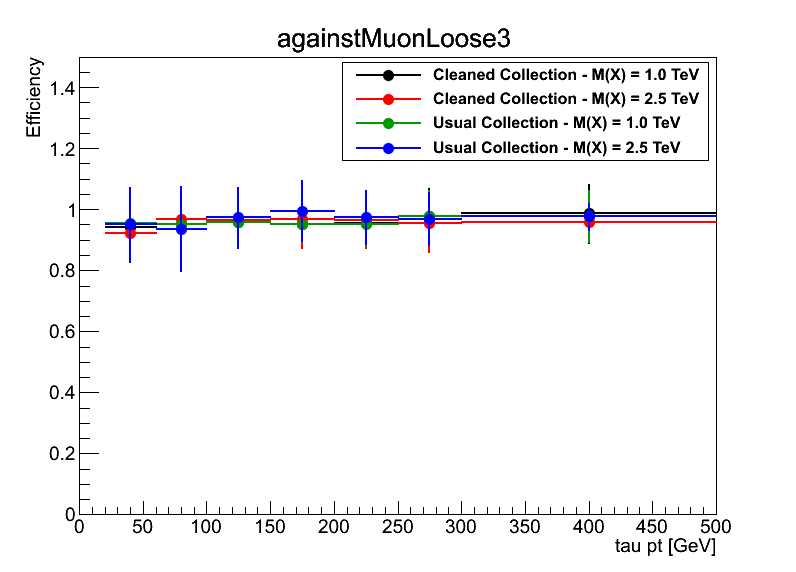 againstMuonLoose3
Efficiency
Cleaned Collection - M(X) = 1.0 TeV
Cleaned Collection - M(X) = 2.5 TeV
Usual Collection - M(X) = 1.0 TeV
Usual Collection - M(X) = 2.5 TeV
1.4
1.2
1
0.8
0.6
0.4
0.2
0
0 50 100 150 200 250 300 350 400 450 500
tau pt [GeV]